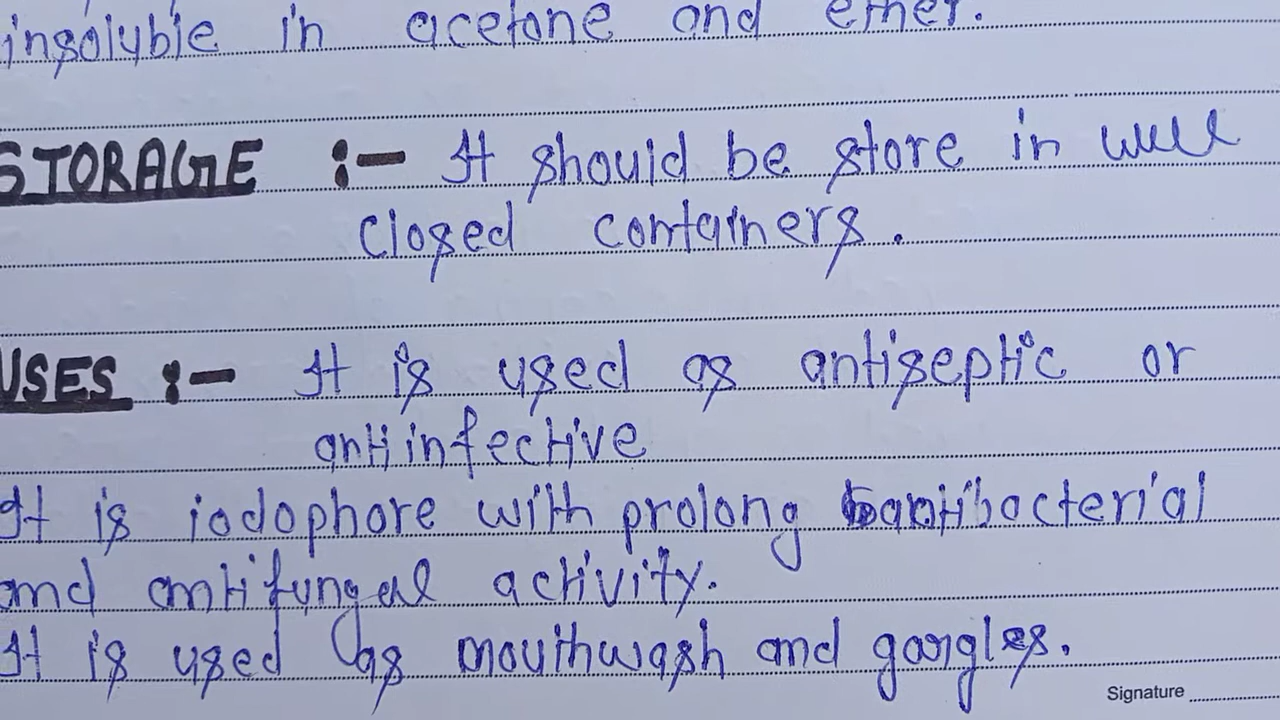 insoluble in acetone and ether.
STORAGE :- It should be store in well
closed containers.
USES :- It is used as antiseptic or
antiinfective
It is iodophore with prolong antibacterial
and antifungal activity.
It is used as mouthwash and gargles.
Signature